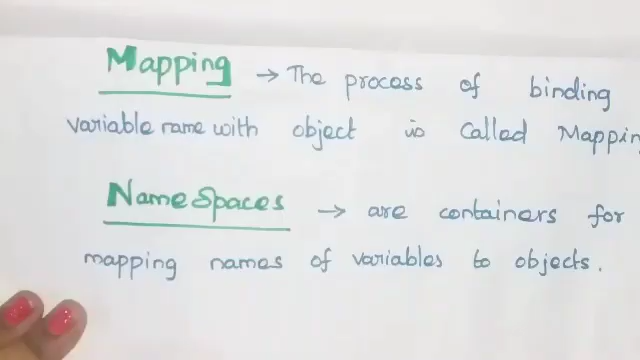 Mapping → The process of binding
variable name with object is called Mapping
NameSpaces → are containers for
mapping names of variables to objects.